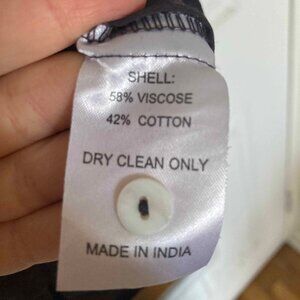 SHELL:
58% VISCOSE
42% COTTON
DRY CLEAN ONLY
MADE IN INDIA